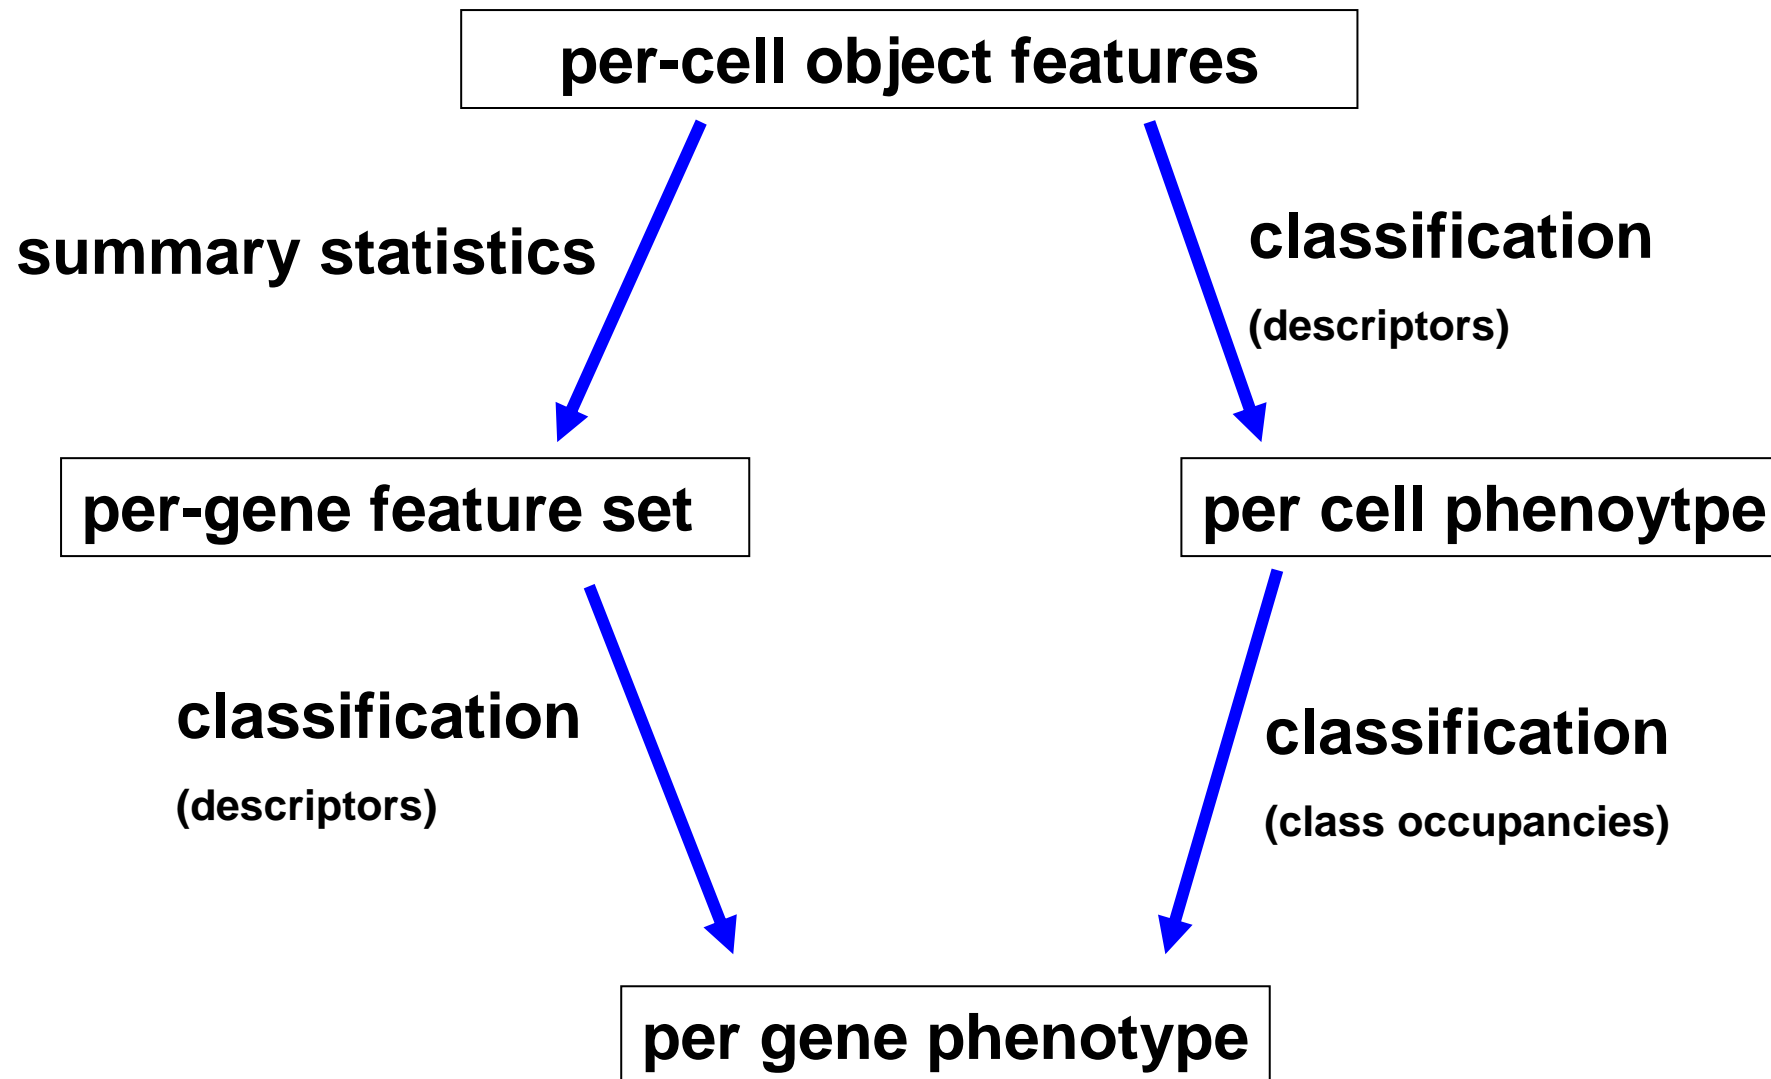 per-cell object features
summary statistics
classification
(descriptors)
per-gene feature set
per cell phenoytpe
classification
(descriptors)
classification
(class occupancies)
per gene phenotype